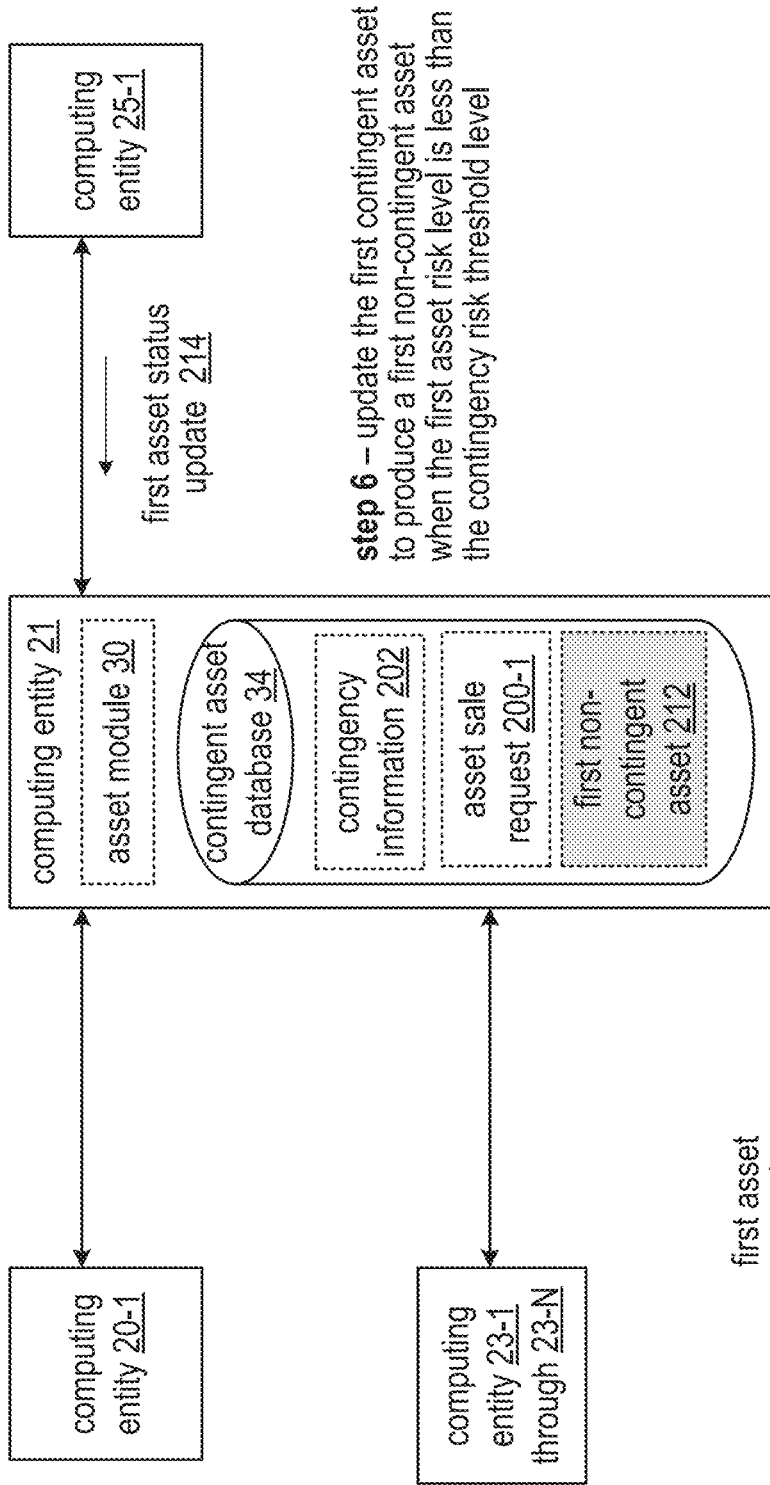 computing
entity 20-1
computing
entity 23-1
through 23-N
first asset
computing entity 21
asset module 30
contingent asset
database 34
contingency
information 202
asset sale
request 200-1
first non-
contingent
asset 212
first asset status
update 214
computing
entity 25-1
step 6 – update the first contingent asset
to produce a first non-contingent asset
when the first asset risk level is less than
the contingency risk threshold level